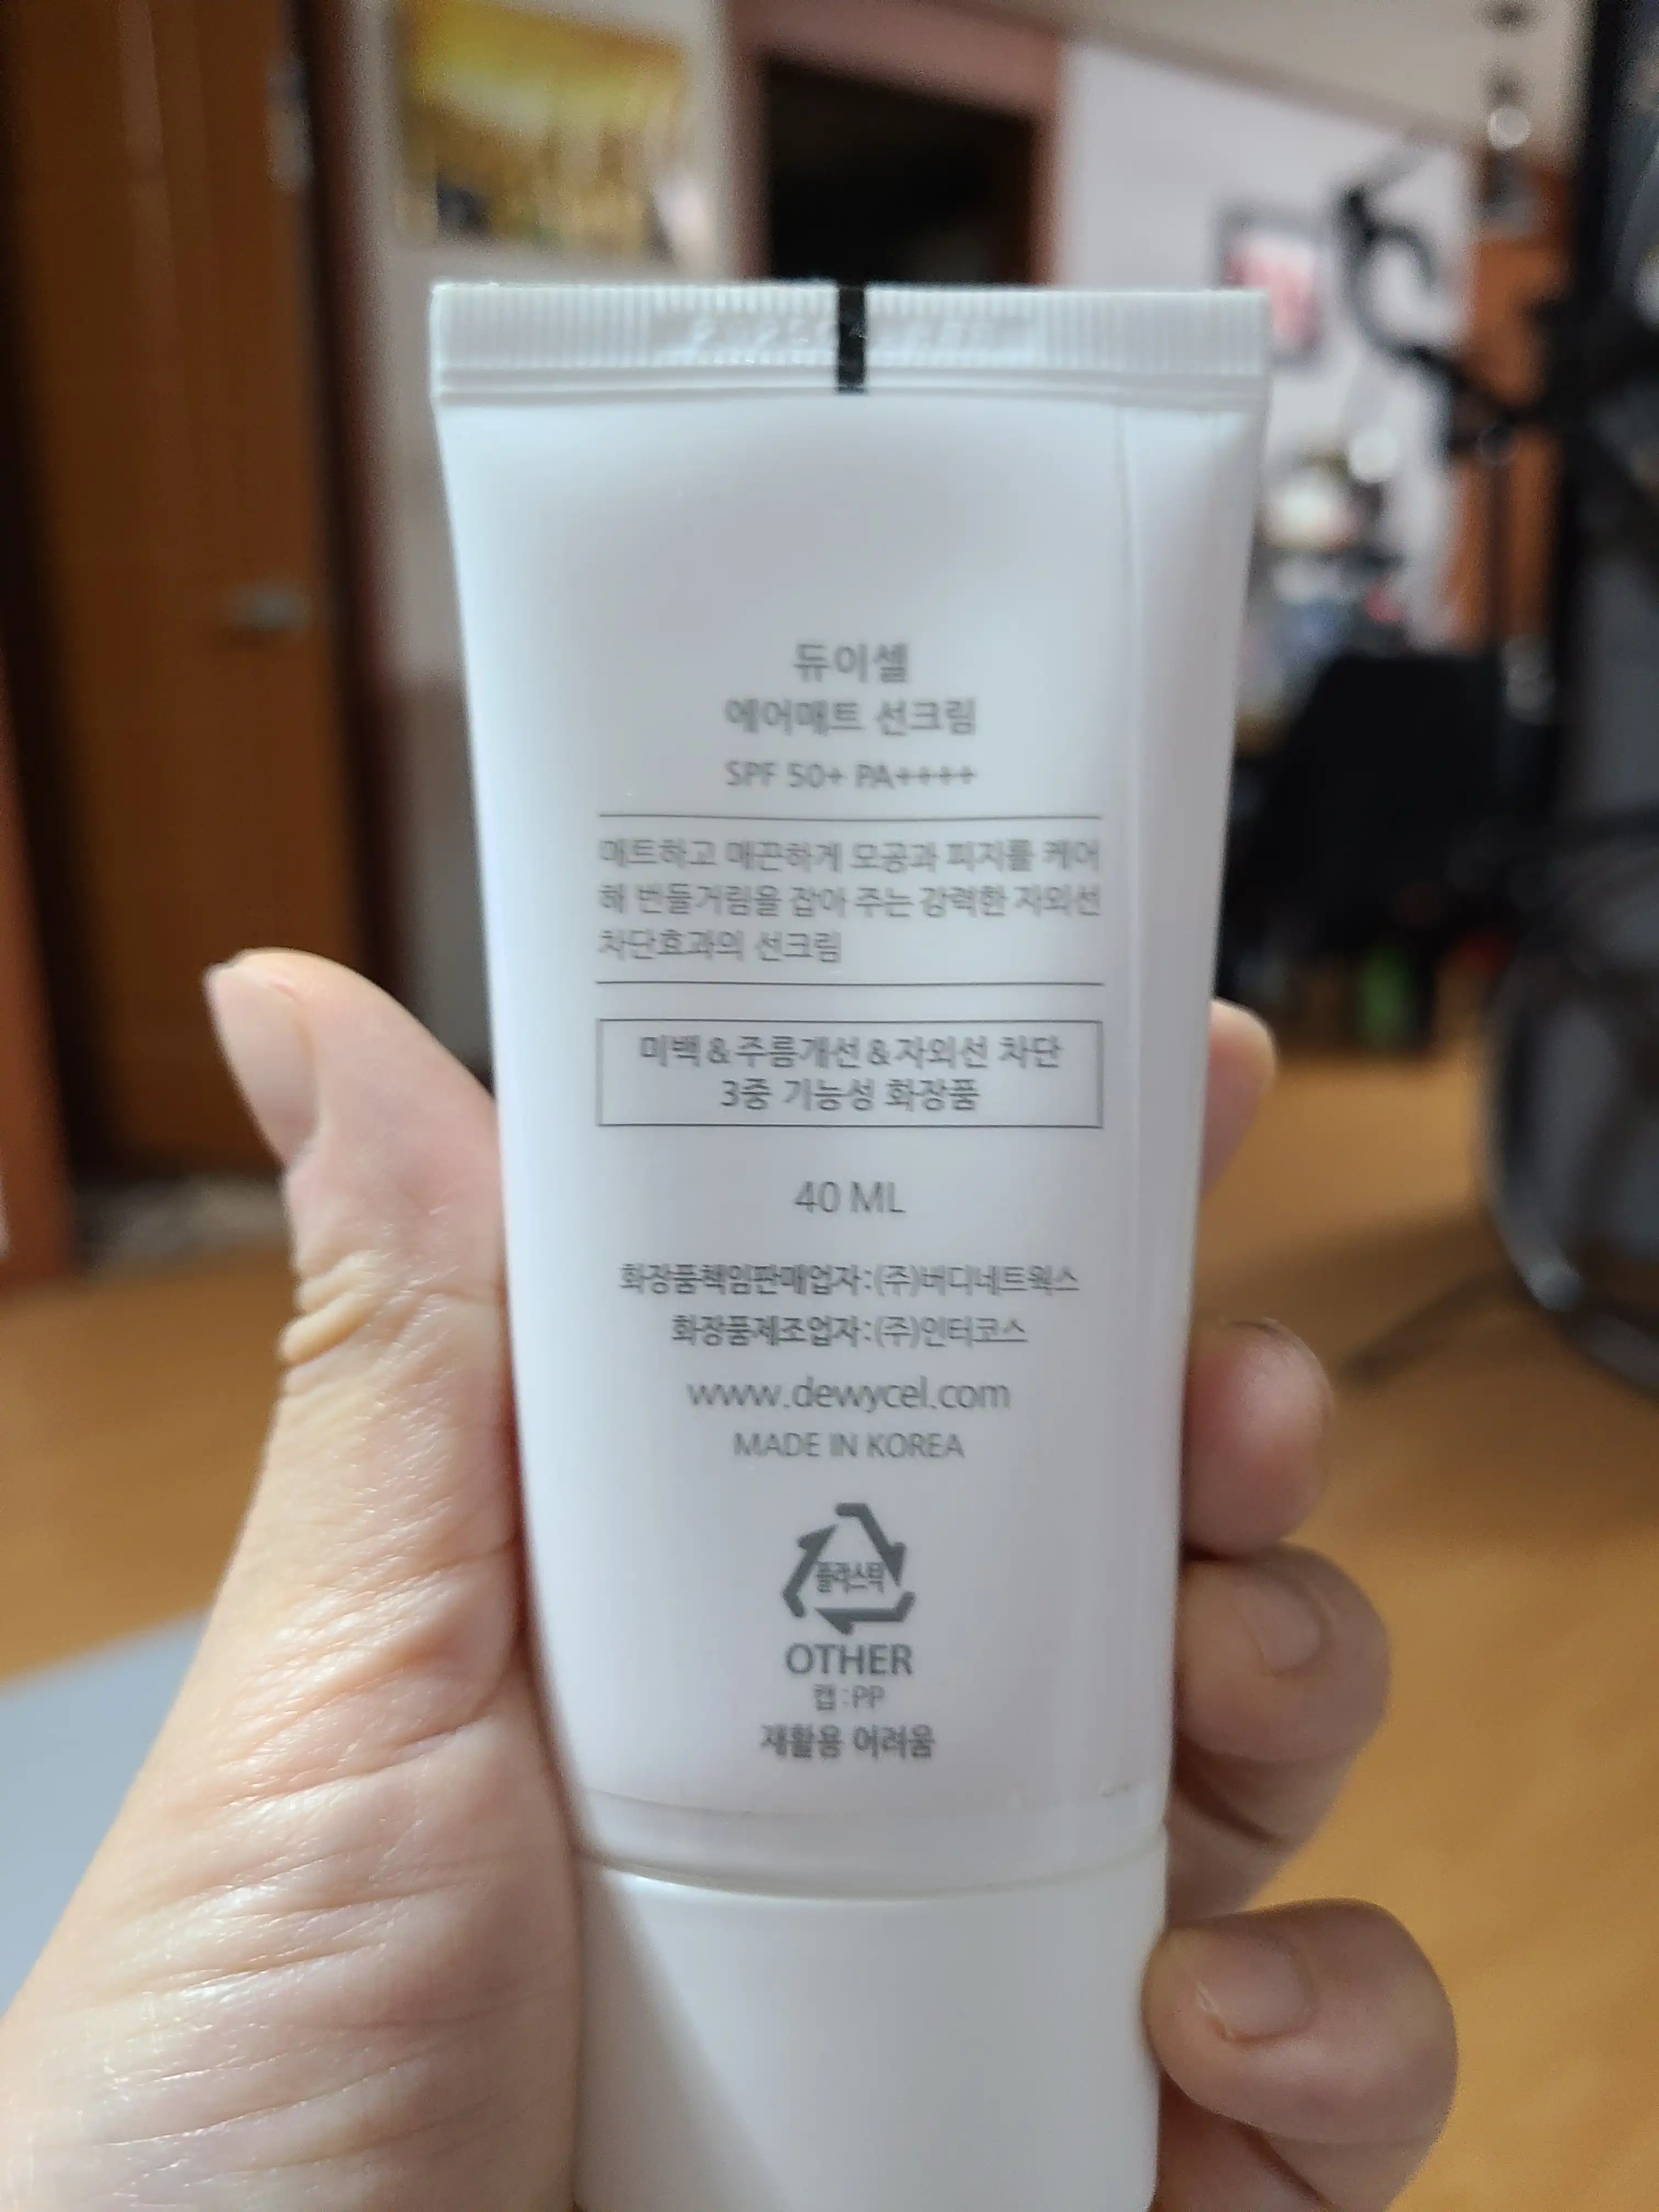 듀이셀
에어매트 선크림
SPF 50+ PA++++
매트하고 매끈하게 모공과 피지를 케어
해 번들거림을 잡아 주는 강력한 자외선
차단효과의 선크림
미백&주름개선&자외선 차단
3중 기능성 화장품
40 ML
화장품책임판매업자:(주)버디네트웍스
화장품제조업자:(주)인터코스
www.dewycel.com
MADE IN KOREA
플라스틱
OTHER
캡:PP
재활용 어려움